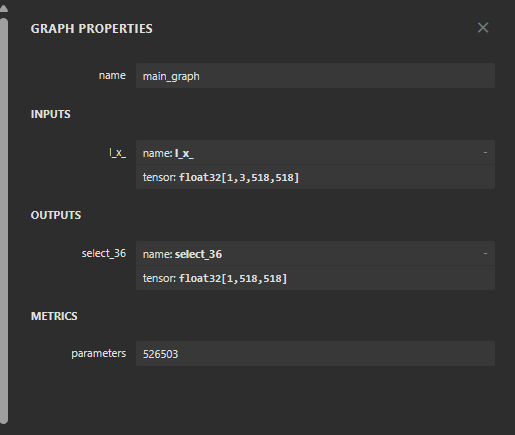 GRAPH PROPERTIES
name main_graph
INPUTS
l_x_ name: l_x_ -
tensor: float32[1,3,518,518]
OUTPUTS
select_36 name: select_36 -
tensor: float32[1,518,518]
METRICS
parameters 526503